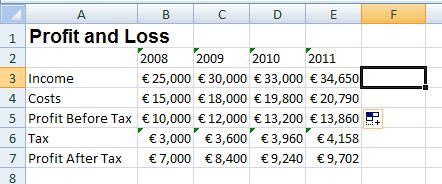 A B C D E F
1 Profit and Loss
2 2008 2009 2010 2011
3 Income € 25,000 € 30,000 € 33,000 € 34,650
4 Costs € 15,000 € 18,000 € 19,800 € 20,790
5 Profit Before Tax € 10,000 € 12,000 € 13,200 € 13,860
6 Tax € 3,000 € 3,600 € 3,960 € 4,158
7 Profit After Tax € 7,000 € 8,400 € 9,240 € 9,702
8